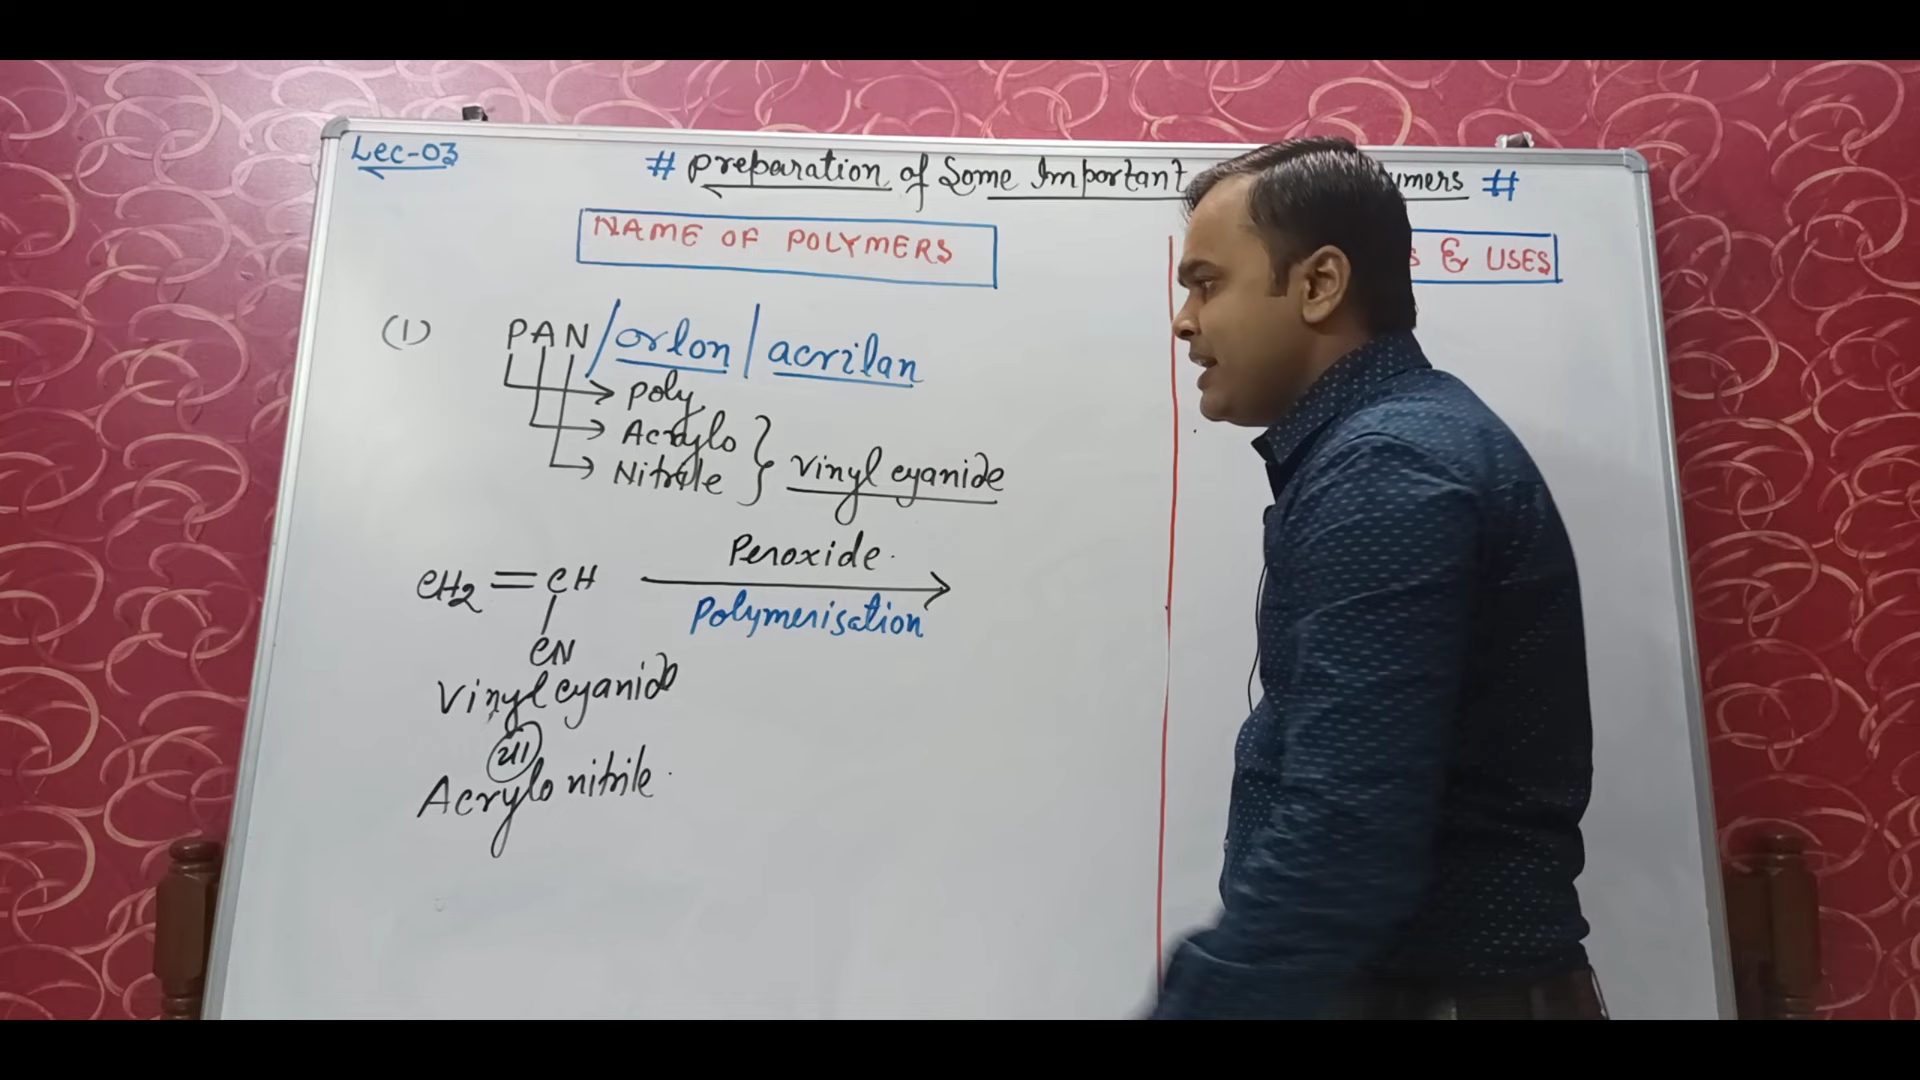 Lec-03
# Preparation of Some Important ymers #
NAME OF POLYMERS
S & USES
(1) PAN/orlon/acrilan
Poly
Acrylo
Nitrile } Vinyl cyanide
Peroxide.
CH2 = CH
Polymerisation
CN
Vinyl cyanide
या
Acrylo nitrile.